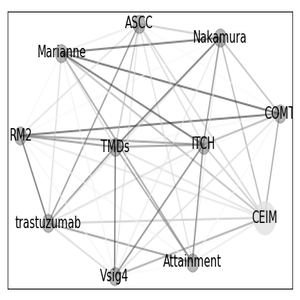 ASCC
Nakamura
Marianne
COMT
RM2
TMDs
ITCH
trastuzumab
CEIM
Attainment
Vsig4